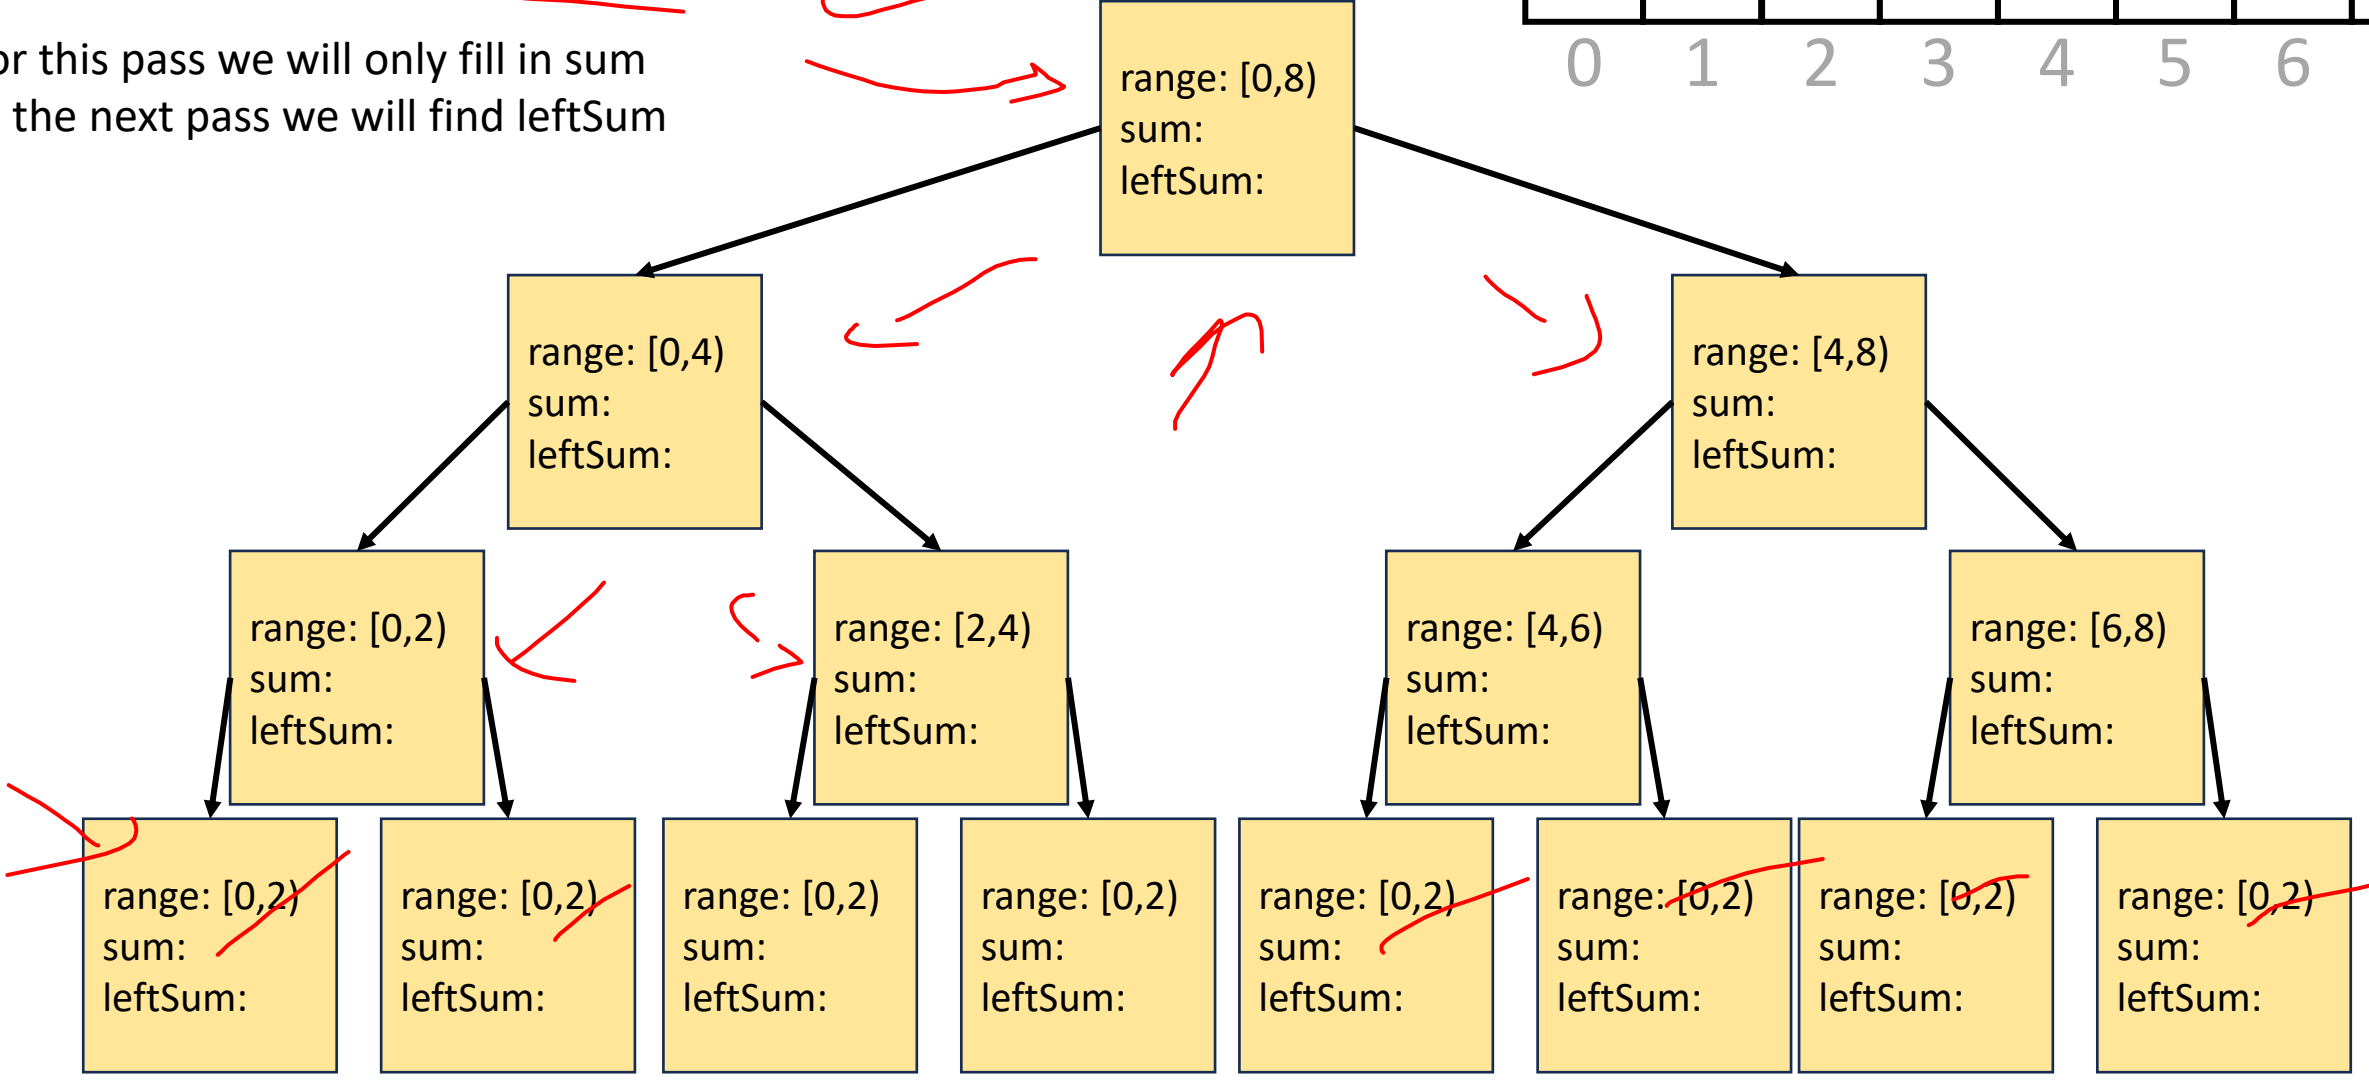 or this pass we will only fill in sum
the next pass we will find leftSum
0 1 2 3 4 5 6
range: [0,8)
sum:
leftSum:
range: [0,4)
sum:
leftSum:
range: [4,8)
sum:
leftSum:
range: [0,2)
sum:
leftSum:
range: [2,4)
sum:
leftSum:
range: [4,6)
sum:
leftSum:
range: [6,8)
sum:
leftSum:
range: [0,2)
sum:
leftSum:
range: [0,2)
sum:
leftSum:
range: [0,2)
sum:
leftSum:
range: [0,2)
sum:
leftSum:
range: [0,2)
sum:
leftSum:
range: [0,2)
sum:
leftSum:
range: [0,2)
sum:
leftSum:
range: [0,2)
sum:
leftSum: